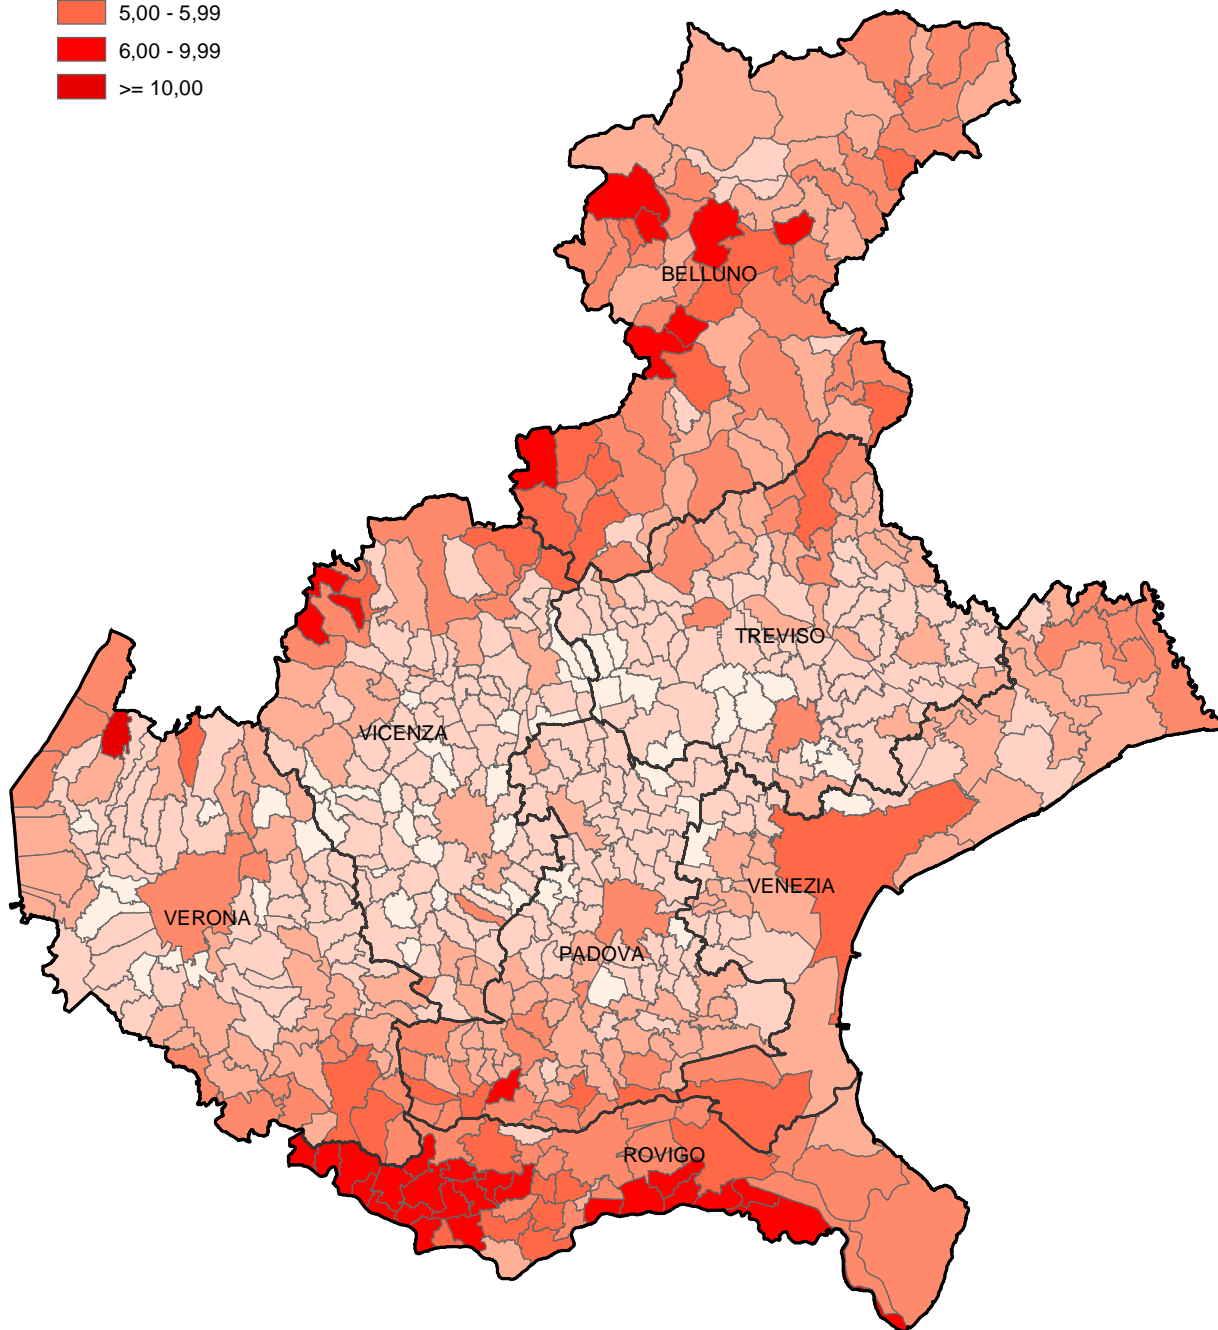 5,00 - 5,99
6,00 - 9,99
>= 10,00
BELLUNO
TREVISO
VICENZA
VENEZIA
VERONA
PADOVA
ROVIGO